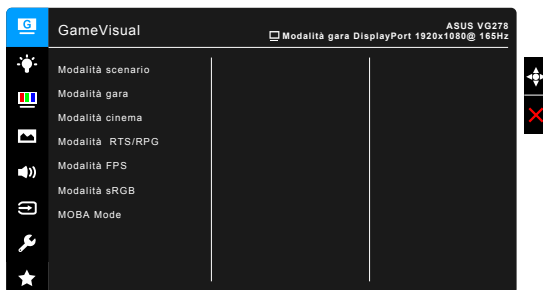 G
GameVisual
ASUS VG278
Modalità gara DisplayPort 1920x1080@ 165Hz
Modalità scenario
Modalità gara
Modalità cinema
Modalità RTS/RPG
Modalità FPS
Modalità sRGB
MOBA Mode